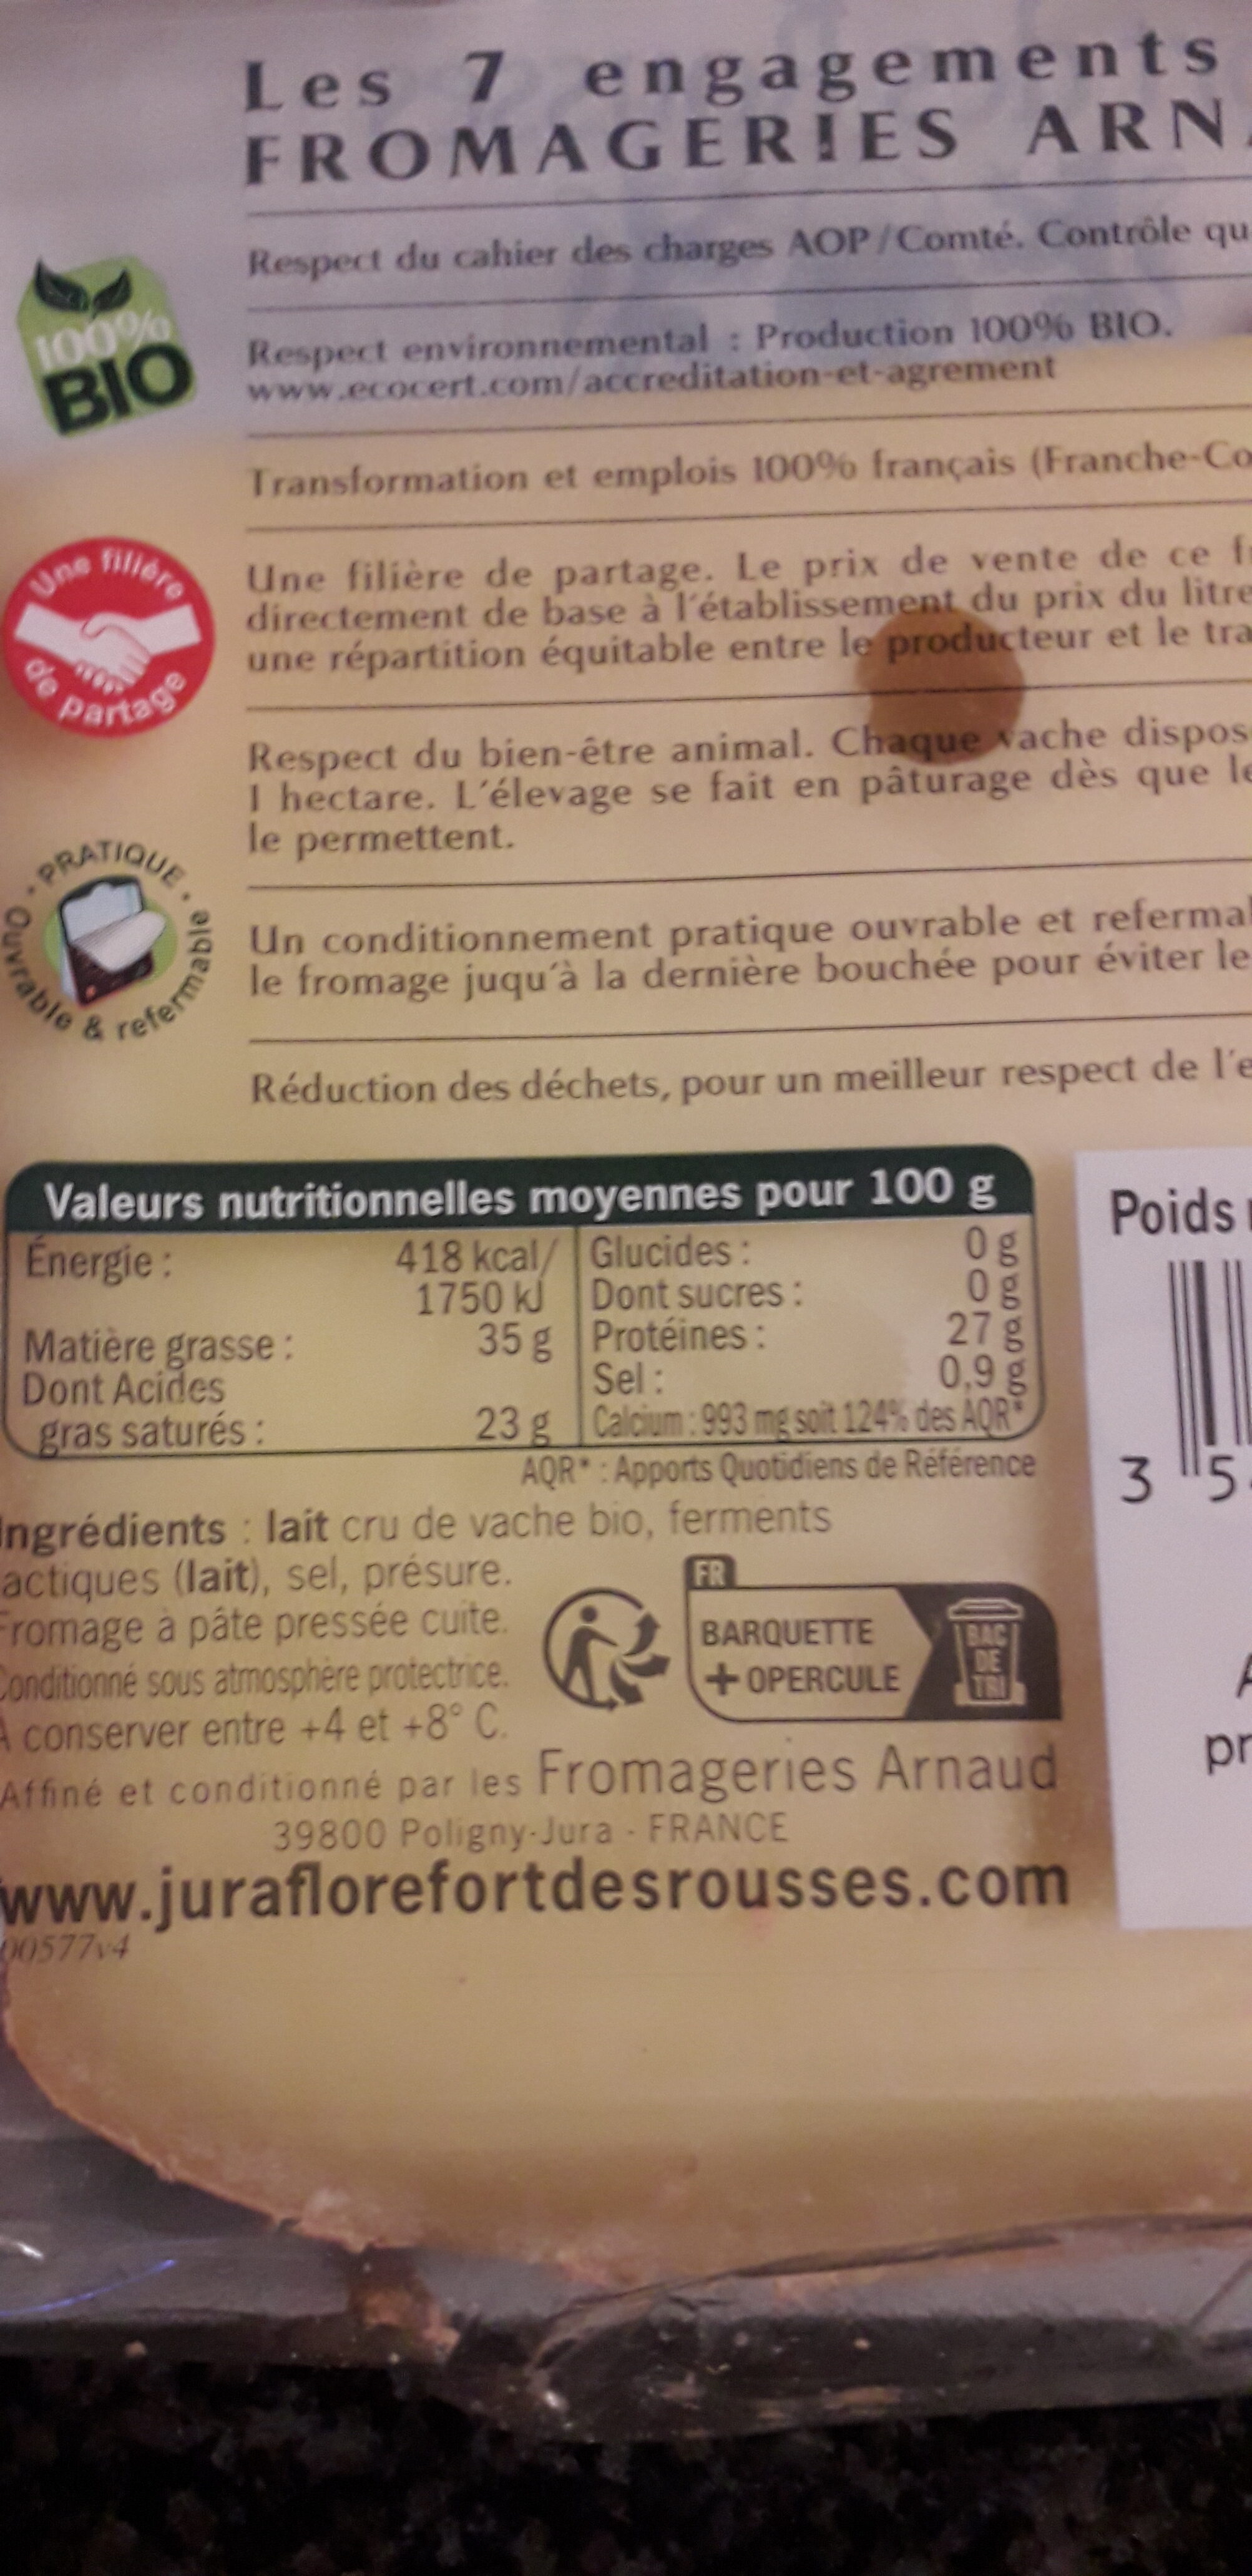 Les 7 engagements
FROMAGERIES ARN
Respect du cahier des charges AOP/Comté. Contrôle qu
100%
BIO
Respect environnemental : Production 100% BIO.
www.ecocert.com/accreditation-et-agrement
Transformation et emplois 100% français (Franche-Co
Une filière
de partage
Une filière de partage. Le prix de vente de ce f
directement de base à l'établissement du prix du litre
une répartition équitable entre le producteur et le tra
Respect du bien-être animal. Chaque vache dispos
1 hectare. L'élevage se fait en pâturage dès que le
le permettent.
PRATIQUE
Ouvrable & refermable
Un conditionnement pratique ouvrable et refermal
le fromage juqu'à la dernière bouchée pour éviter le
Réduction des déchets, pour un meilleur respect de l'e
Valeurs nutritionnelles moyennes pour 100 g
Énergie : 418 kcal/
1750 kJ
Matière grasse : 35 g
Dont Acides
gras saturés : 23 g
Glucides : 0 g
Dont sucres : 0 g
Protéines : 27 g
Sel : 0,9 g
Calcium : 993 mg soit 124% des AQR*
AQR* : Apports Quotidiens de Référence
Poids
3 5
Ingrédients : lait cru de vache bio, ferments
actiques (lait), sel, présure.
Fromage à pâte pressée cuite.
Conditionné sous atmosphère protectrice.
A conserver entre +4 et +8° C.
FR
BARQUETTE
+ OPERCULE
BAC
DE
TRI
Affiné et conditionné par les Fromageries Arnaud
39800 Poligny-Jura - FRANCE
www.juraflorefortdesrousses.com
00577v4
pr